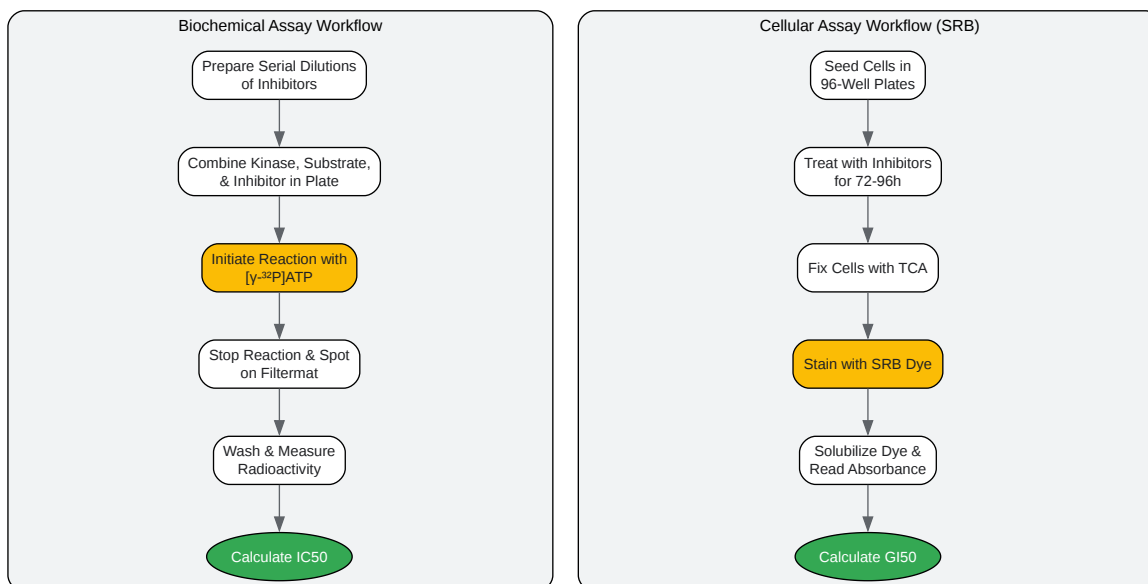 Biochemical Assay Workflow
Prepare Serial Dilutions
of Inhibitors
Combine Kinase, Substrate,
& Inhibitor in Plate
Initiate Reaction with
[γ-³²P]ATP
Stop Reaction & Spot
on Filtermat
Wash & Measure
Radioactivity
Calculate IC50
Cellular Assay Workflow (SRB)
Seed Cells in
96-Well Plates
Treat with Inhibitors
for 72-96h
Fix Cells with TCA
Stain with SRB Dye
Solubilize Dye &
Read Absorbance
Calculate GI50